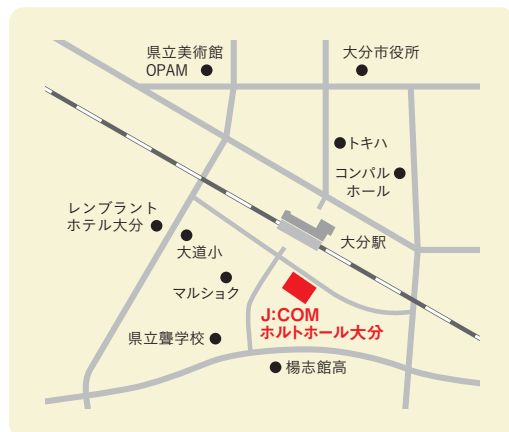 県立美術館
OPAM
大分市役所
トキハ
コンパル
ホール
レンブラント
ホテル大分
大道小
大分駅
マルショク
J:COM
ホルトホール大分
県立聾学校
楊志館高